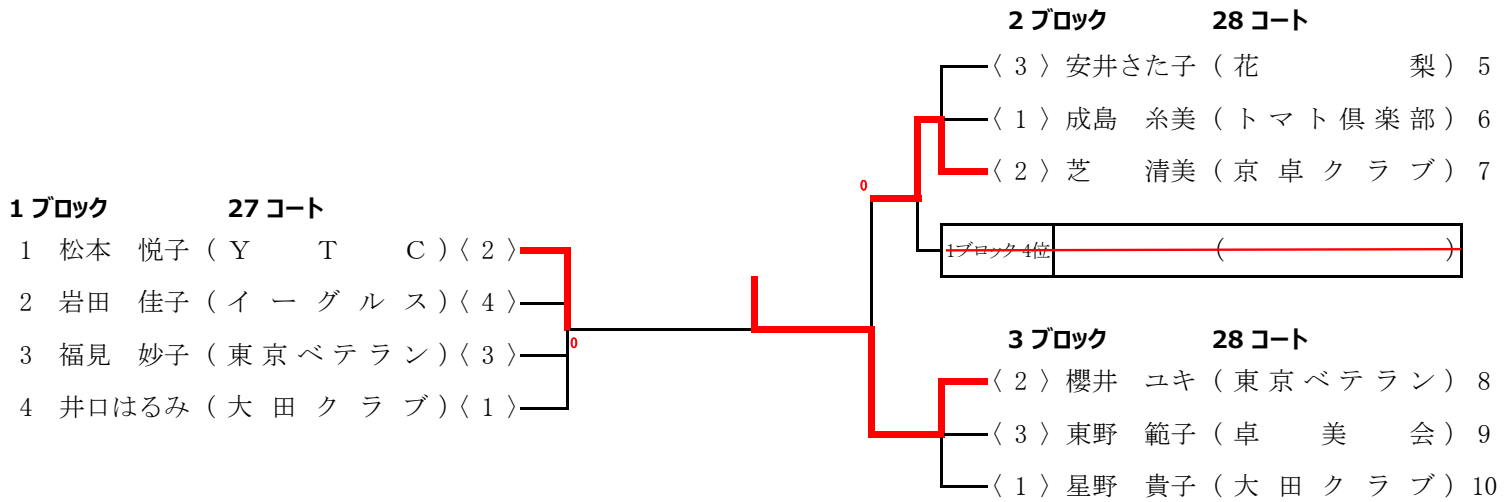 2 ブロック 28 コート
〈 3 〉 安井さた子 ( 花 梨 ) 5
〈 1 〉 成島 糸美 ( トマト倶楽部 ) 6
〈 2 〉 芝 清美 ( 京卓クラブ ) 7
0
1ブロック 4位 ( )
1 ブロック 27 コート
1 松本 悦子 ( Y T C ) 〈 2 〉
2 岩田 佳子 ( イーグルス ) 〈 4 〉
3 福見 妙子 ( 東京ベテラン ) 〈 3 〉
4 井口はるみ ( 大田クラブ ) 〈 1 〉
0
3 ブロック 28 コート
〈 2 〉 櫻井 ユキ ( 東京ベテラン ) 8
〈 3 〉 東野 範子 ( 卓美会 ) 9
〈 1 〉 星野 貴子 ( 大田クラブ ) 10